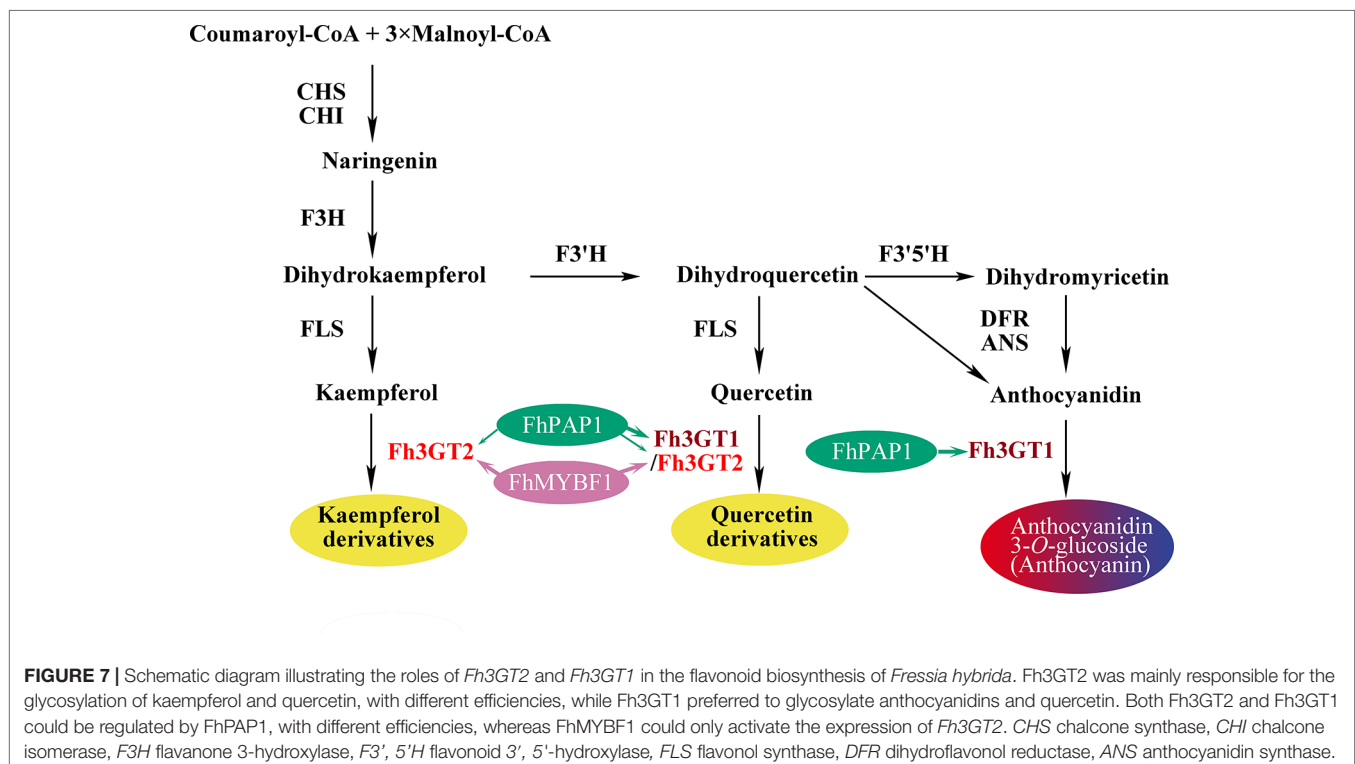 Coumaroyl-CoA + 3×Malnoyl-CoA
CHS
CHI
Naringenin
F3H
F3'H
F3'5'H
Dihydrokaempferol
Dihydroquercetin
Dihydromyricetin
FLS
FLS
DFR
ANS
Kaempferol
Quercetin
Anthocyanidin
FhPAP1
Fh3GT2
Fh3GT1
/Fh3GT2
FhMYBF1
FhPAP1
Fh3GT1
Kaempferol
derivatives
Quercetin
derivatives
Anthocyanidin
3-O-glucoside
(Anthocyanin)
FIGURE 7 | Schematic diagram illustrating the roles of Fh3GT2 and Fh3GT1 in the flavonoid biosynthesis of Fressia hybrida. Fh3GT2 was mainly responsible for the
glycosylation of kaempferol and quercetin, with different efficiencies, while Fh3GT1 preferred to glycosylate anthocyanidins and quercetin. Both Fh3GT2 and Fh3GT1
could be regulated by FhPAP1, with different efficiencies, whereas FhMYBF1 could only activate the expression of Fh3GT2. CHS chalcone synthase, CHI chalcone
isomerase, F3H flavanone 3-hydroxylase, F3′, 5′H flavonoid 3′, 5'-hydroxylase, FLS flavonol synthase, DFR dihydroflavonol reductase, ANS anthocyanidin synthase.